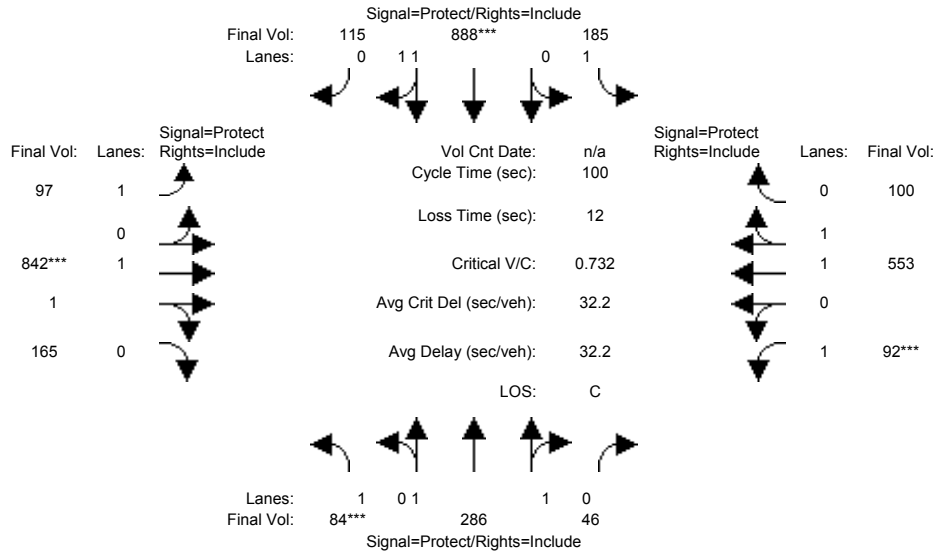 Signal=Protect/Rights=Include
Final Vol: 115 888*** 185
Lanes: 0 1 1 0 1
Signal=Protect Signal=Protect
Final Vol: Lanes: Rights=Include Vol Cnt Date: n/a Rights=Include Lanes: Final Vol:
Cycle Time (sec): 100
97 1 0 100
Loss Time (sec): 12
0 1
842*** 1 Critical V/C: 0.732 1 553
1 Avg Crit Del (sec/veh): 32.2 0
165 0 Avg Delay (sec/veh): 32.2 1 92***
LOS: C
Lanes: 1 0 1 1 0
Final Vol: 84*** 286 46
Signal=Protect/Rights=Include